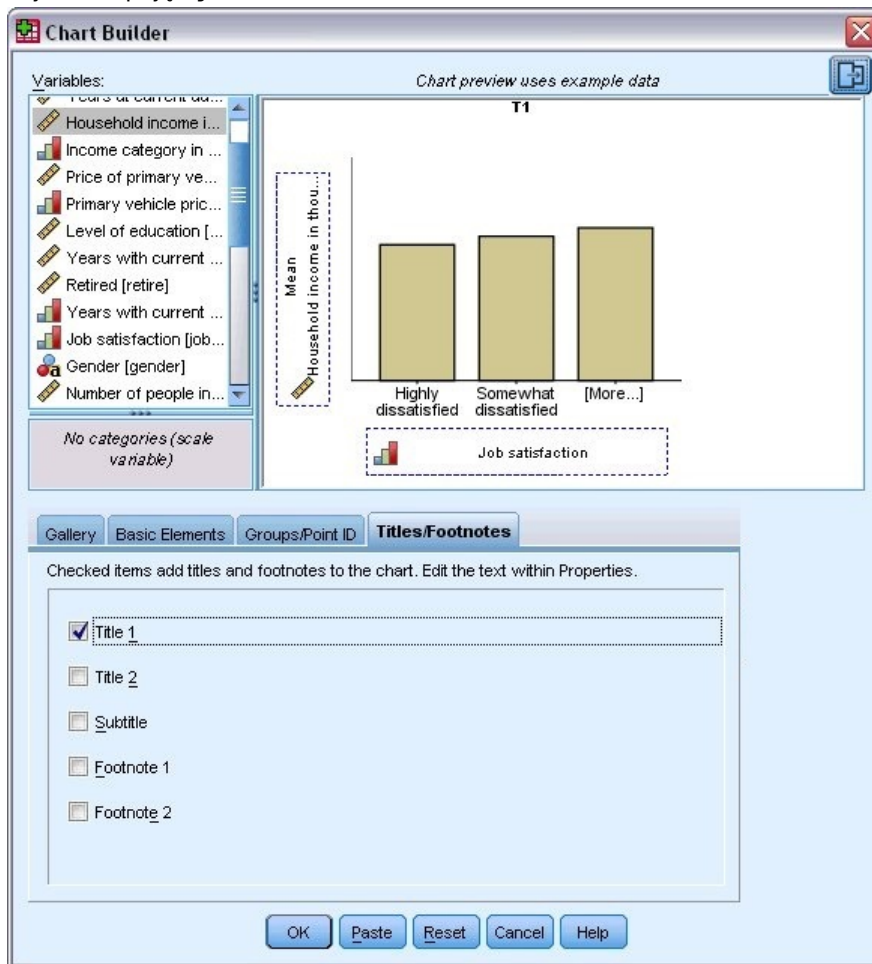 Chart Builder
Variables:
Chart preview uses example data
Household income i...
Income category in ...
Price of primary ve...
Primary vehicle pric...
Level of education [...
Years with current ...
Retired [retire]
Years with current ...
Job satisfaction [job...
Gender [gender]
Number of people in...
No categories (scale
variable)
T1
Mean
Household income in thou...
Highly
dissatisfied
Somewhat
dissatisfied
[More...]
Job satisfaction
Gallery
Basic Elements
Groups/Point ID
Titles/Footnotes
Checked items add titles and footnotes to the chart. Edit the text within Properties.
Title 1
Title 2
Subtitle
Footnote 1
Footnote 2
OK
Paste
Reset
Cancel
Help